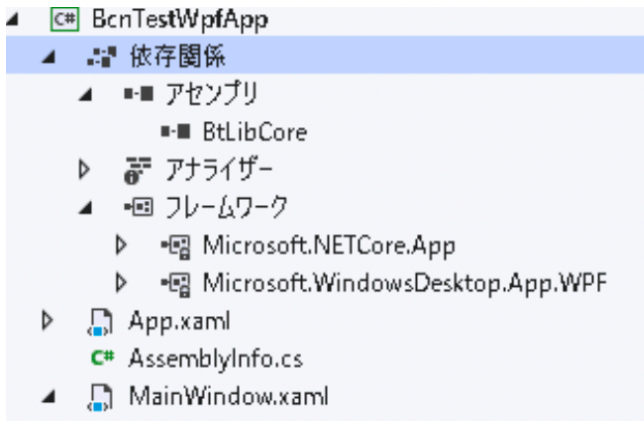 C# BcnTestWpfApp
依存関係
アセンブリ
BtLibCore
アナライザー
フレームワーク
Microsoft.NETCore.App
Microsoft.WindowsDesktop.App.WPF
App.xaml
C# AssemblyInfo.cs
MainWindow.xaml